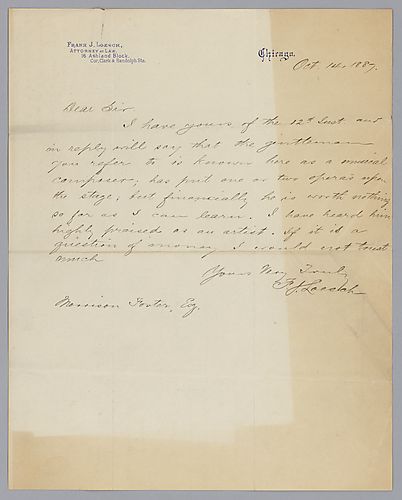 FRANK J. LOESCH,
ATTORNEY AT LAW,
16 Ashland Block,
Cor. Clark & Randolph Sts.
Chicago,
Oct 14, 1887.
Dear Sir
I have yours of the 12th Inst and
in reply will say that the gentleman
you refer to is known here as a musical
composer, has put one or two operas upon
the stage, but financially he is worth nothing
so far as I can learn. I have heard him
highly praised as an artist. If it is a
question of money I would not trust
much
Yours Very Truly
F. J. Loesch
Morrison Foster, Esq.